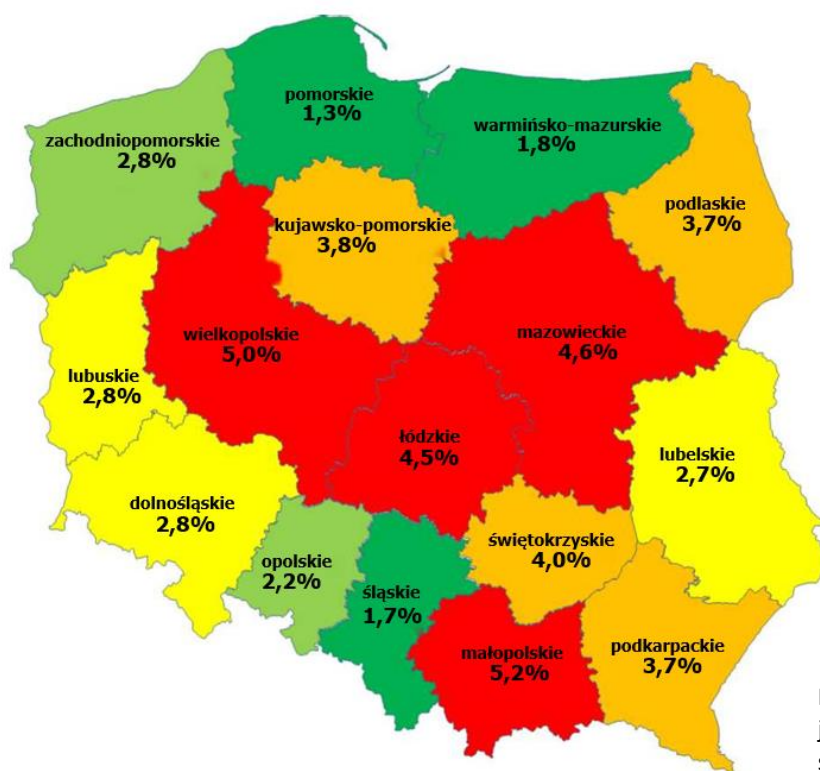 pomorskie
1,3%
warmińsko-mazurskie
1,8%
zachodniopomorskie
2,8%
podlaskie
3,7%
kujawsko-pomorskie
3,8%
wielkopolskie
5,0%
mazowieckie
4,6%
lubuskie
2,8%
łódzkie
4,5%
lubelskie
2,7%
dolnośląskie
2,8%
świętokrzyskie
4,0%
opolskie
2,2%
śląskie
1,7%
małopolskie
5,2%
podkarpackie
3,7%